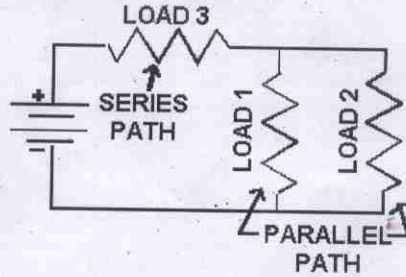 LOAD 3
+
SERIES
PATH
-
LOAD 1
LOAD 2
PARALLEL
PATH